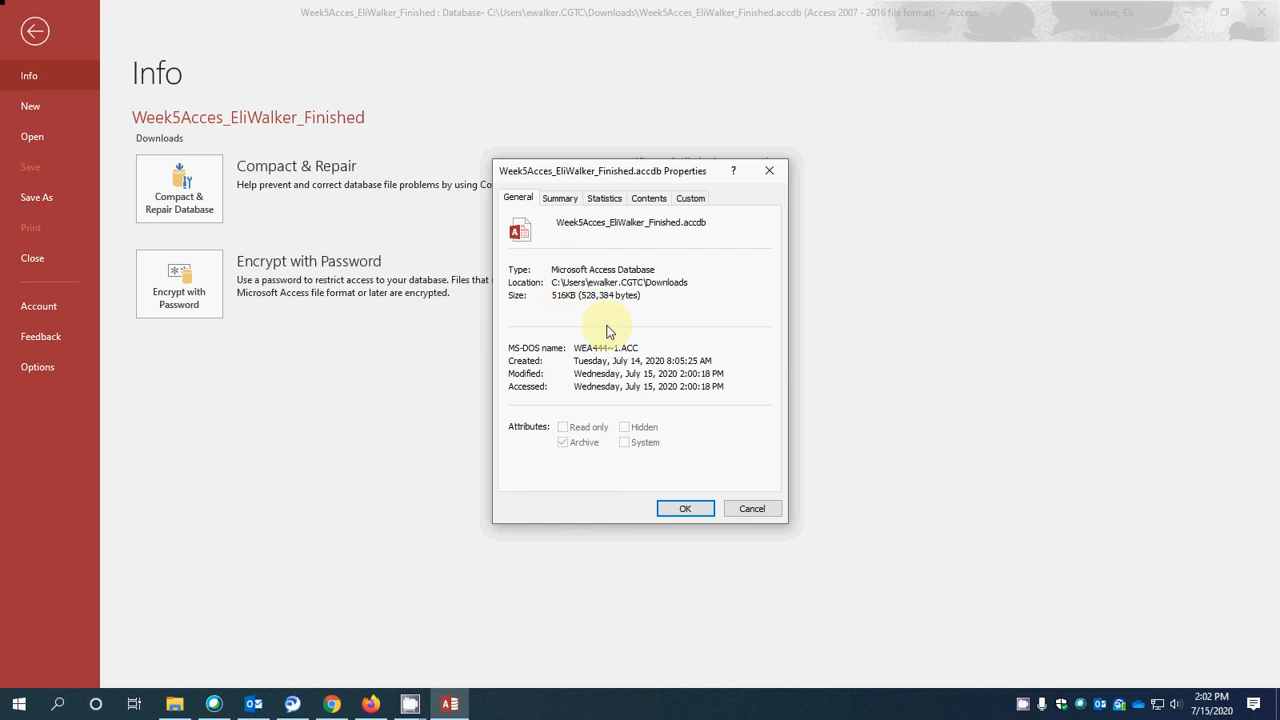 Week5Acces_EliWalker_Finished : Database- C:\Users\ewalker.CGTC\Downloads\Week5Acces_EliWalker_Finished.accdb (Access 2007 - 2016 file format) - Access
Walker, Eli
Info
New
Open
Save
Save As
Print
Close
Account
Feedback
Options
Info
Week5Acces_EliWalker_Finished
Downloads
Compact & Repair Database
Compact & Repair
Help prevent and correct database file problems by using Co
Encrypt with Password
Encrypt with Password
Use a password to restrict access to your database. Files that
Microsoft Access file format or later are encrypted.
Week5Acces_EliWalker_Finished.accdb Properties
?
General Summary Statistics Contents Custom
Week5Acces_EliWalker_Finished.accdb
Type: Microsoft Access Database
Location: C:\Users\ewalker.CGTC\Downloads
Size: 516KB (528,384 bytes)
MS-DOS name: WEA444~1.ACC
Created: Tuesday, July 14, 2020 8:05:25 AM
Modified: Wednesday, July 15, 2020 2:00:18 PM
Accessed: Wednesday, July 15, 2020 2:00:18 PM
Attributes: Read only Hidden
Archive System
OK Cancel
2:02 PM
7/15/2020